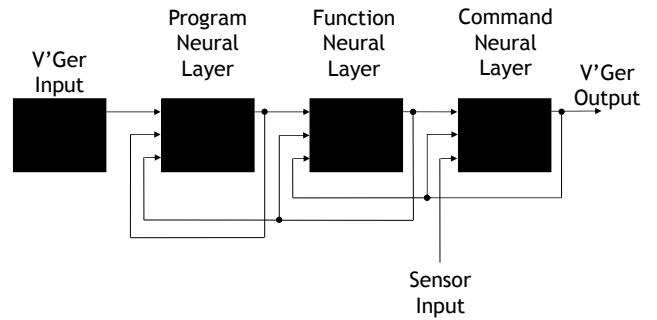 V'Ger
Input
Program
Neural
Layer
Function
Neural
Layer
Command
Neural
Layer
V'Ger
Output
Sensor
Input